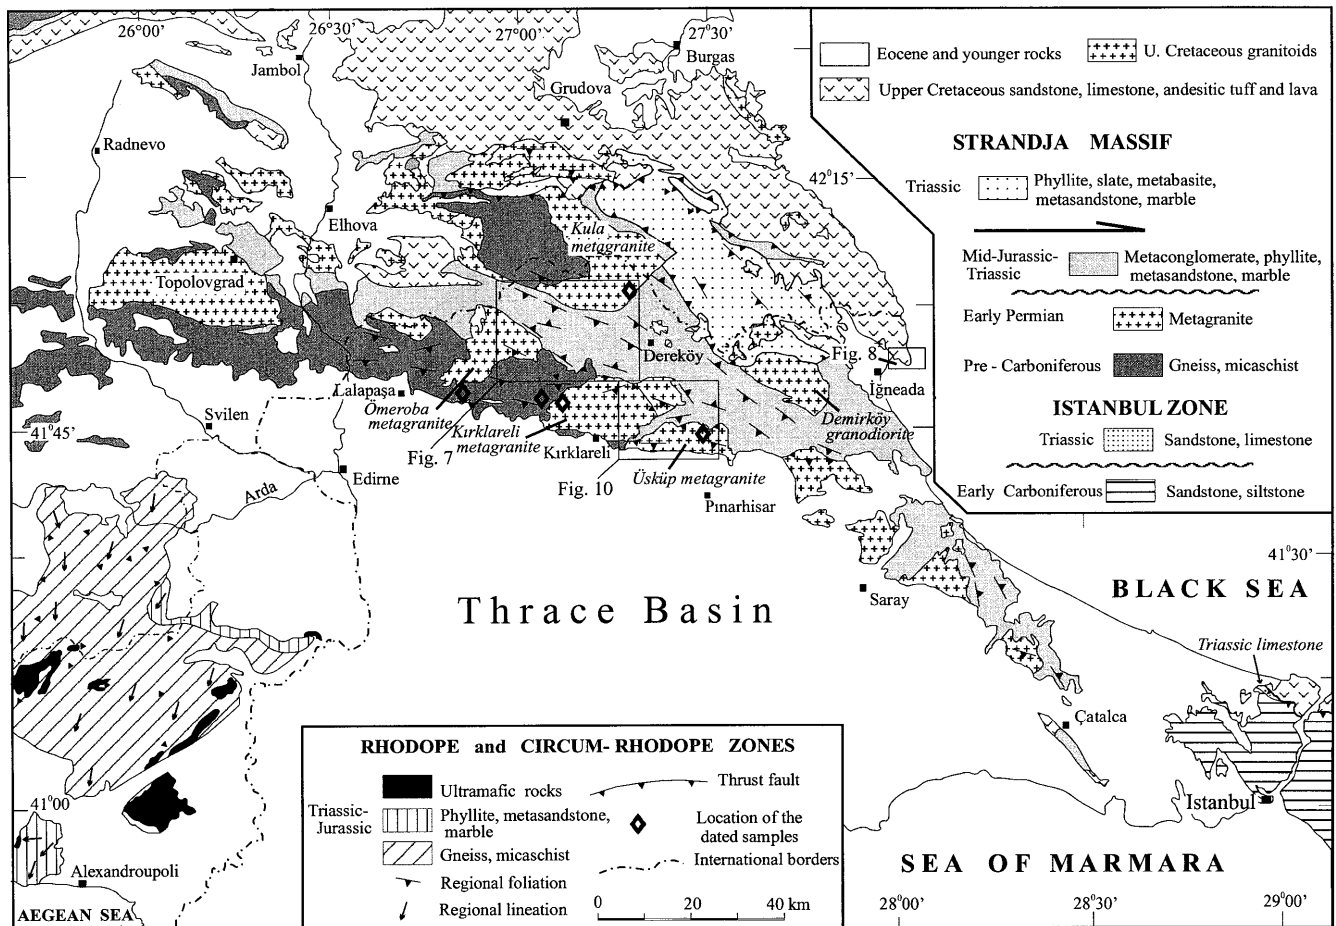 26°00'
26°30'
27°00'
27°30'
Jambol
Burgas
Grudova
Radnevo
42°15'
Elhova
Kula
metagranite
Topolovgrad
Dereköy
Fig. 8
İğneada
Lalapaşa
Ömeroba
metagranite
Demirköy
granodiorite
Svilen
Kırklareli
metagranite
41°45'
Fig. 7
Kırklareli
Edirne
Üsküp metagranite
Fig. 10
Arda
Pınarhisar
41°30'
Saray
BLACK SEA
Thrace Basin
Triassic limestone
Çatalca
Istanbul
41°00
Alexandroupoli
AEGEAN SEA
SEA OF MARMARA
28°00'
28°30'
29°00'
Eocene and younger rocks
U. Cretaceous granitoids
Upper Cretaceous sandstone, limestone, andesitic tuff and lava
STRANDJA MASSIF
Triassic
Phyllite, slate, metabasite,
metasandstone, marble
Mid-Jurassic-
Triassic
Metaconglomerate, phyllite,
metasandstone, marble
Early Permian
Metagranite
Pre - Carboniferous
Gneiss, micaschist
ISTANBUL ZONE
Triassic
Sandstone, limestone
Early Carboniferous
Sandstone, siltstone
RHODOPE and CIRCUM- RHODOPE ZONES
Ultramafic rocks
Thrust fault
Triassic-
Jurassic
Phyllite, metasandstone,
marble
Location of the
dated samples
Gneiss, micaschist
International borders
Regional foliation
Regional lineation
0 20 40 km